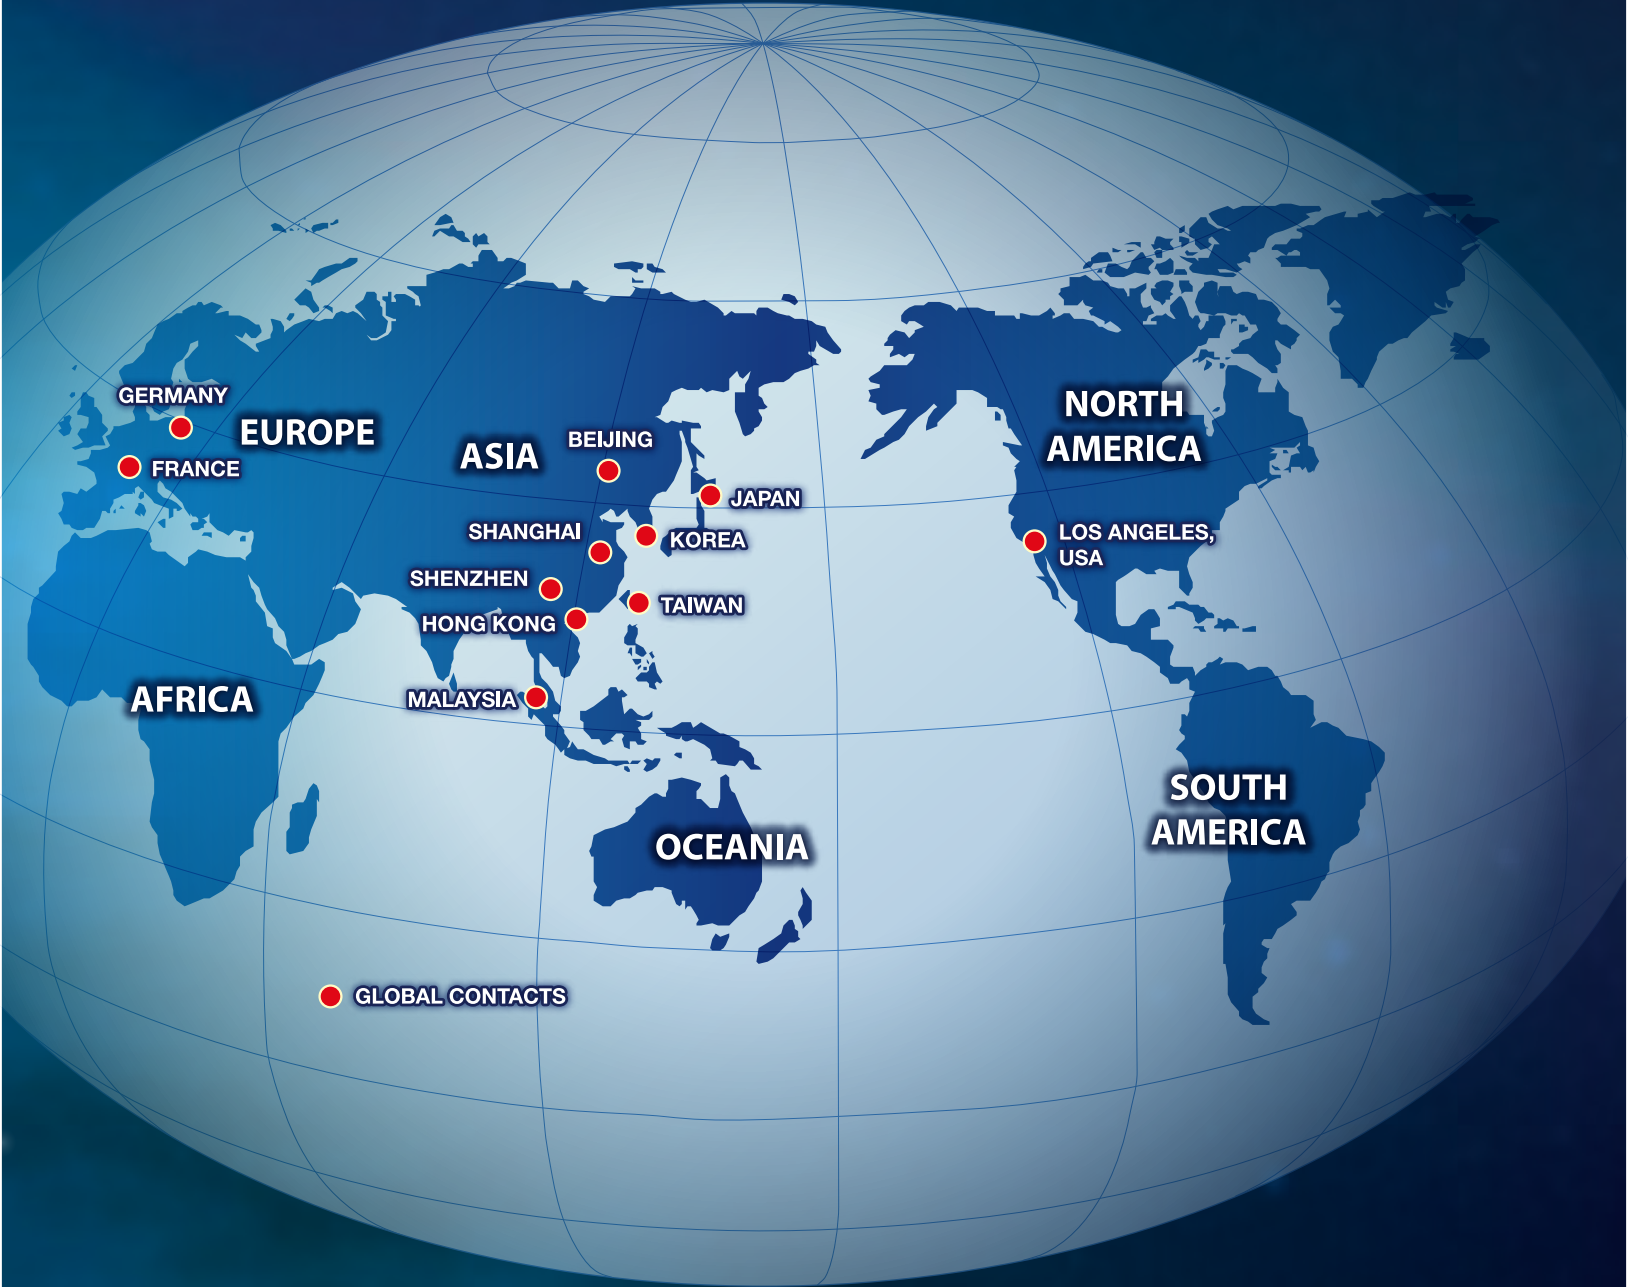 GERMANY
EUROPE
FRANCE
ASIA
BEIJING
JAPAN
SHANGHAI
KOREA
SHENZHEN
TAIWAN
HONG KONG
MALAYSIA
AFRICA
OCEANIA
NORTH
AMERICA
LOS ANGELES,
USA
SOUTH
AMERICA
GLOBAL CONTACTS